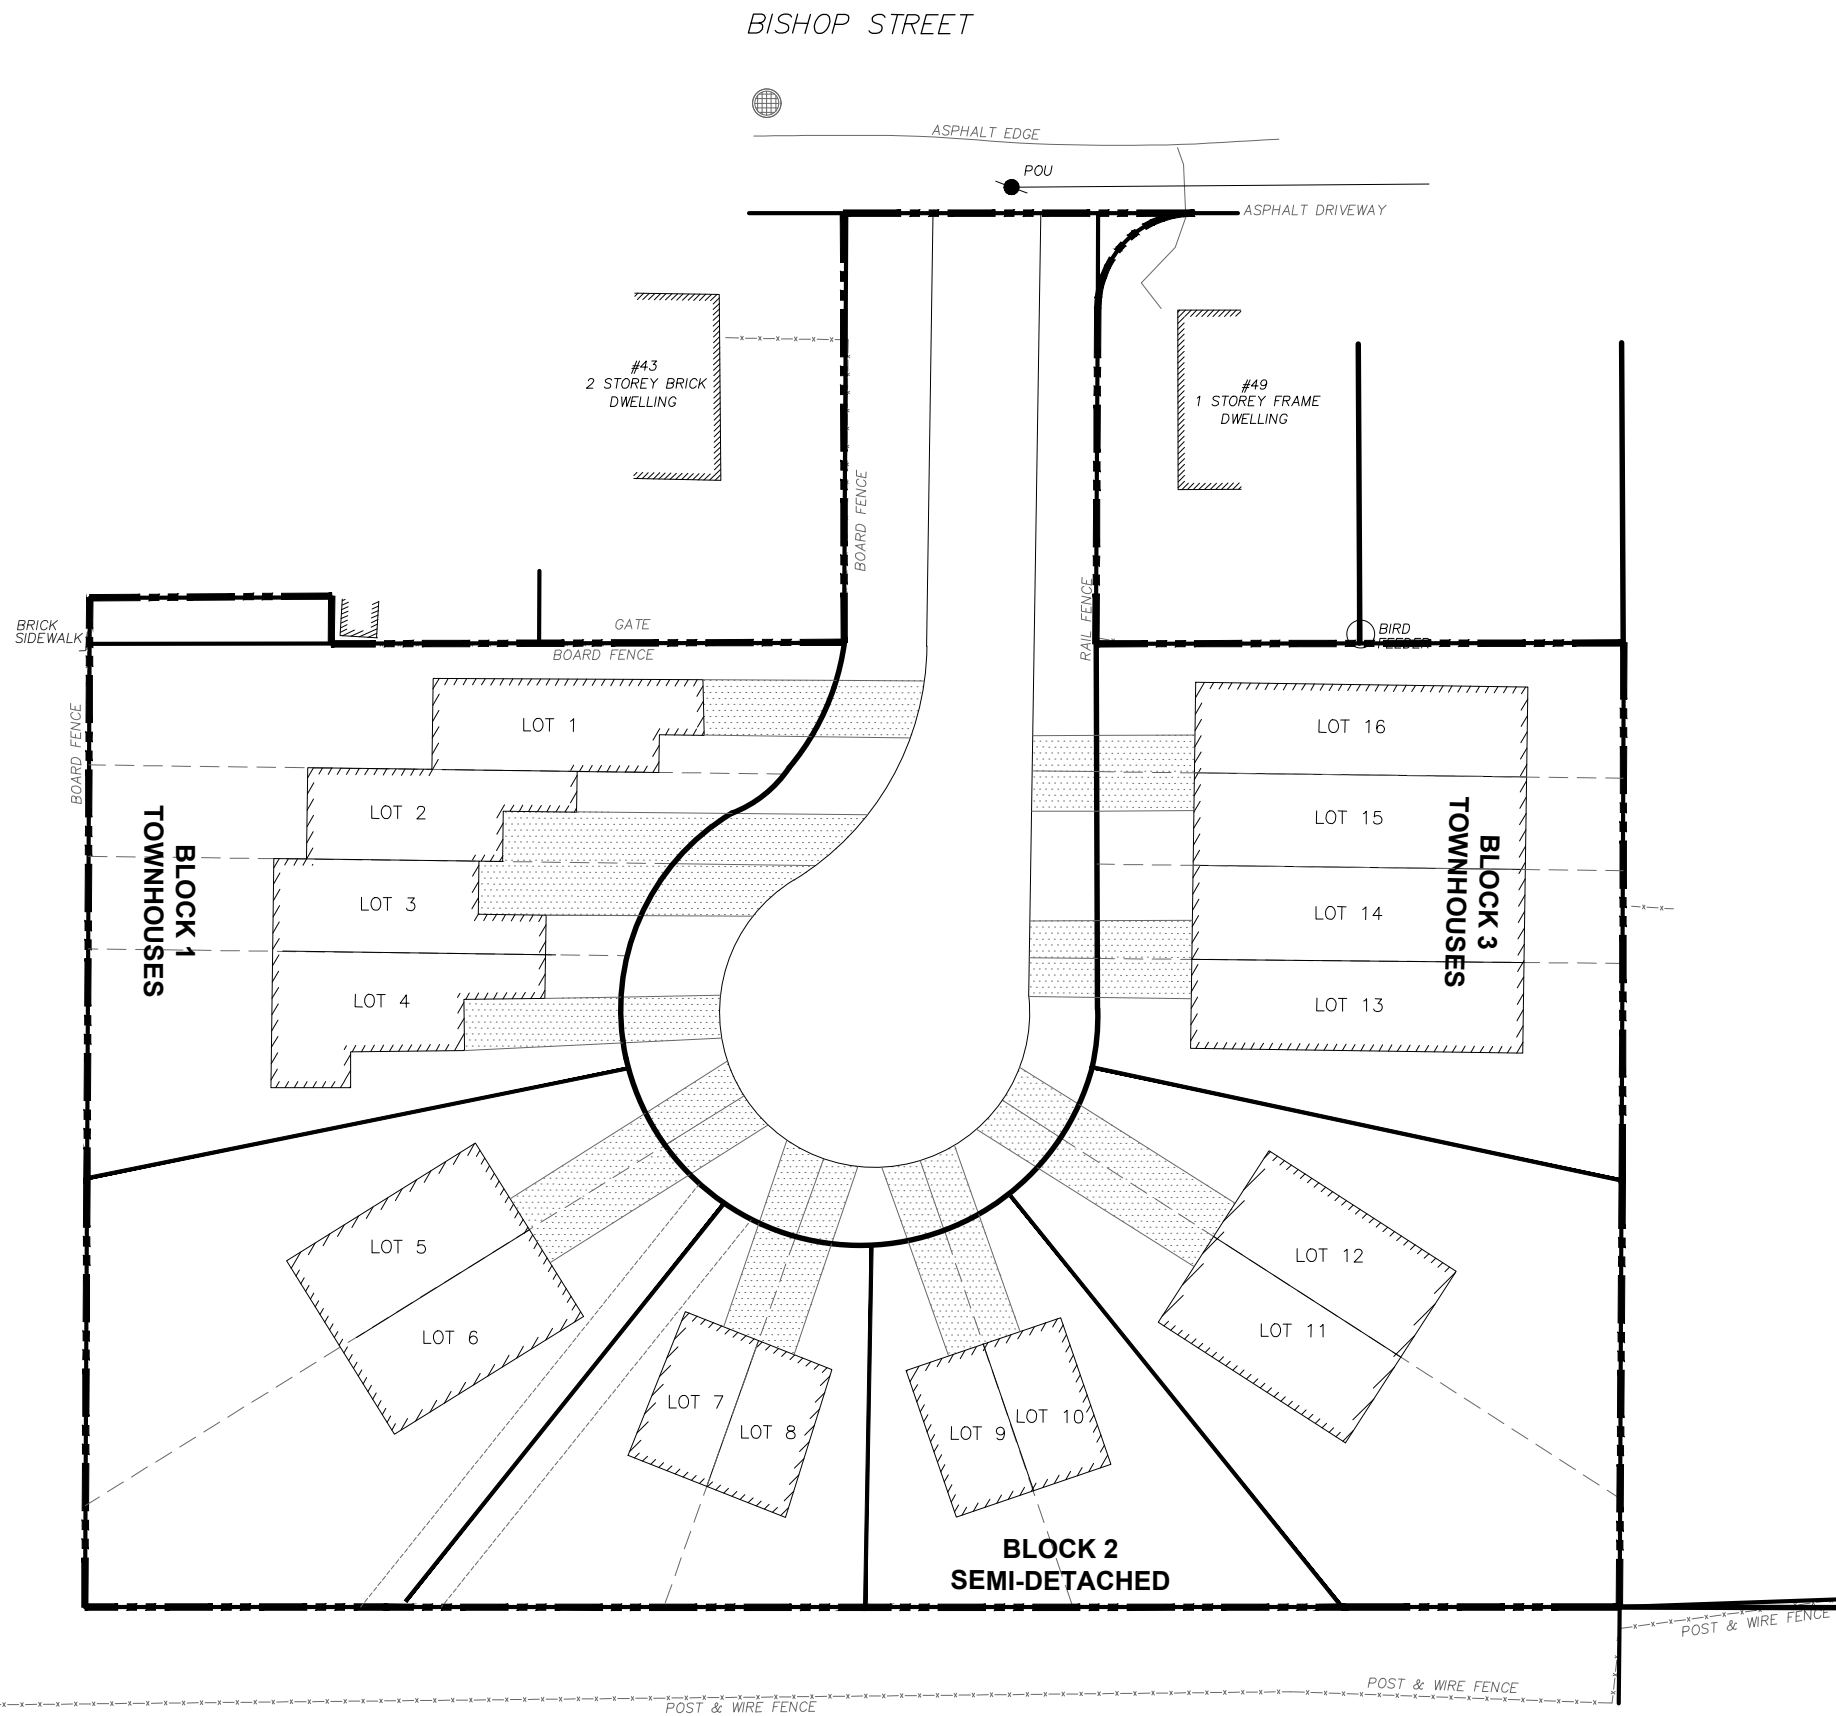 BISHOP STREET
ASPHALT EDGE
POU
ASPHALT DRIVEWAY
#43
2 STOREY BRICK
DWELLING
#49
1 STOREY FRAME
DWELLING
BOARD FENCE
RAIL FENCE
BRICK
SIDEWALK
GATE
BOARD FENCE
BIRD
FEEDER
BOARD FENCE
LOT 1
LOT 2
LOT 3
LOT 4
BLOCK 1
TOWNHOUSES
LOT 16
LOT 15
LOT 14
LOT 13
BLOCK 3
TOWNHOUSES
LOT 5
LOT 6
LOT 7
LOT 8
LOT 9
LOT 10
LOT 11
LOT 12
BLOCK 2
SEMI-DETACHED
POST & WIRE FENCE
POST & WIRE FENCE
POST & WIRE FENCE